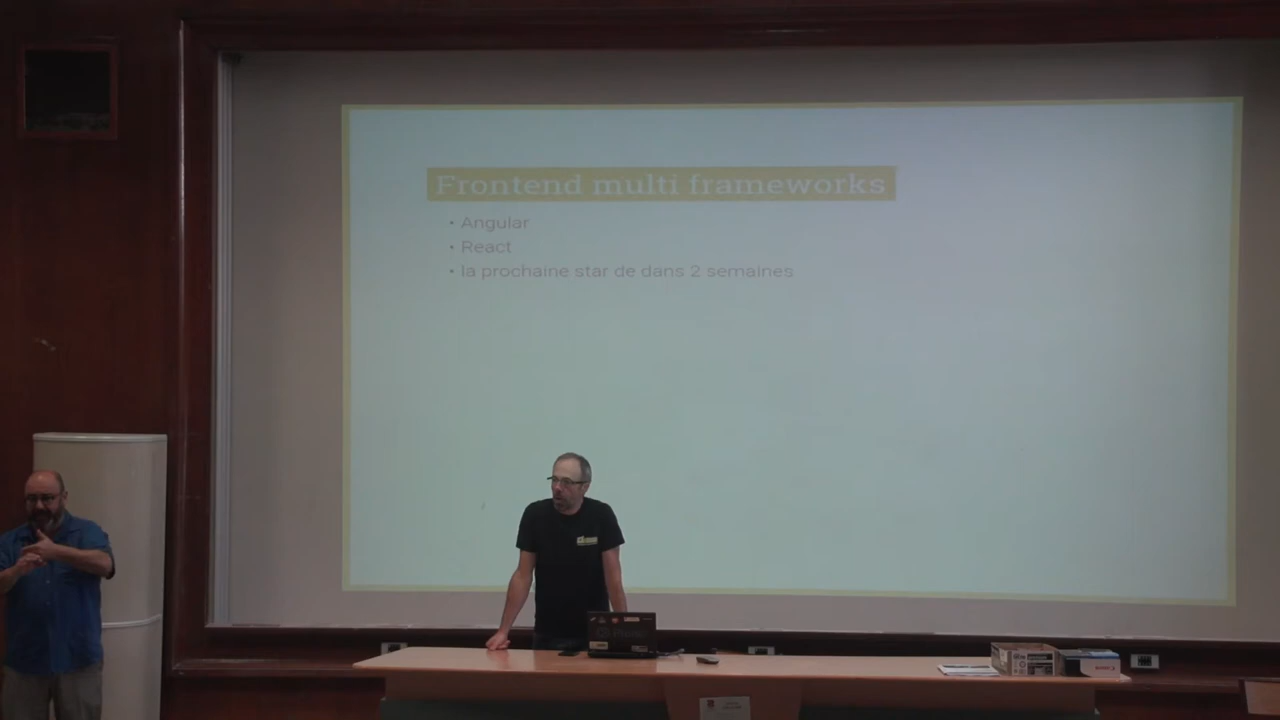 Frontend multi frameworks
• Angular
• React
• la prochaine star de dans 2 semaines